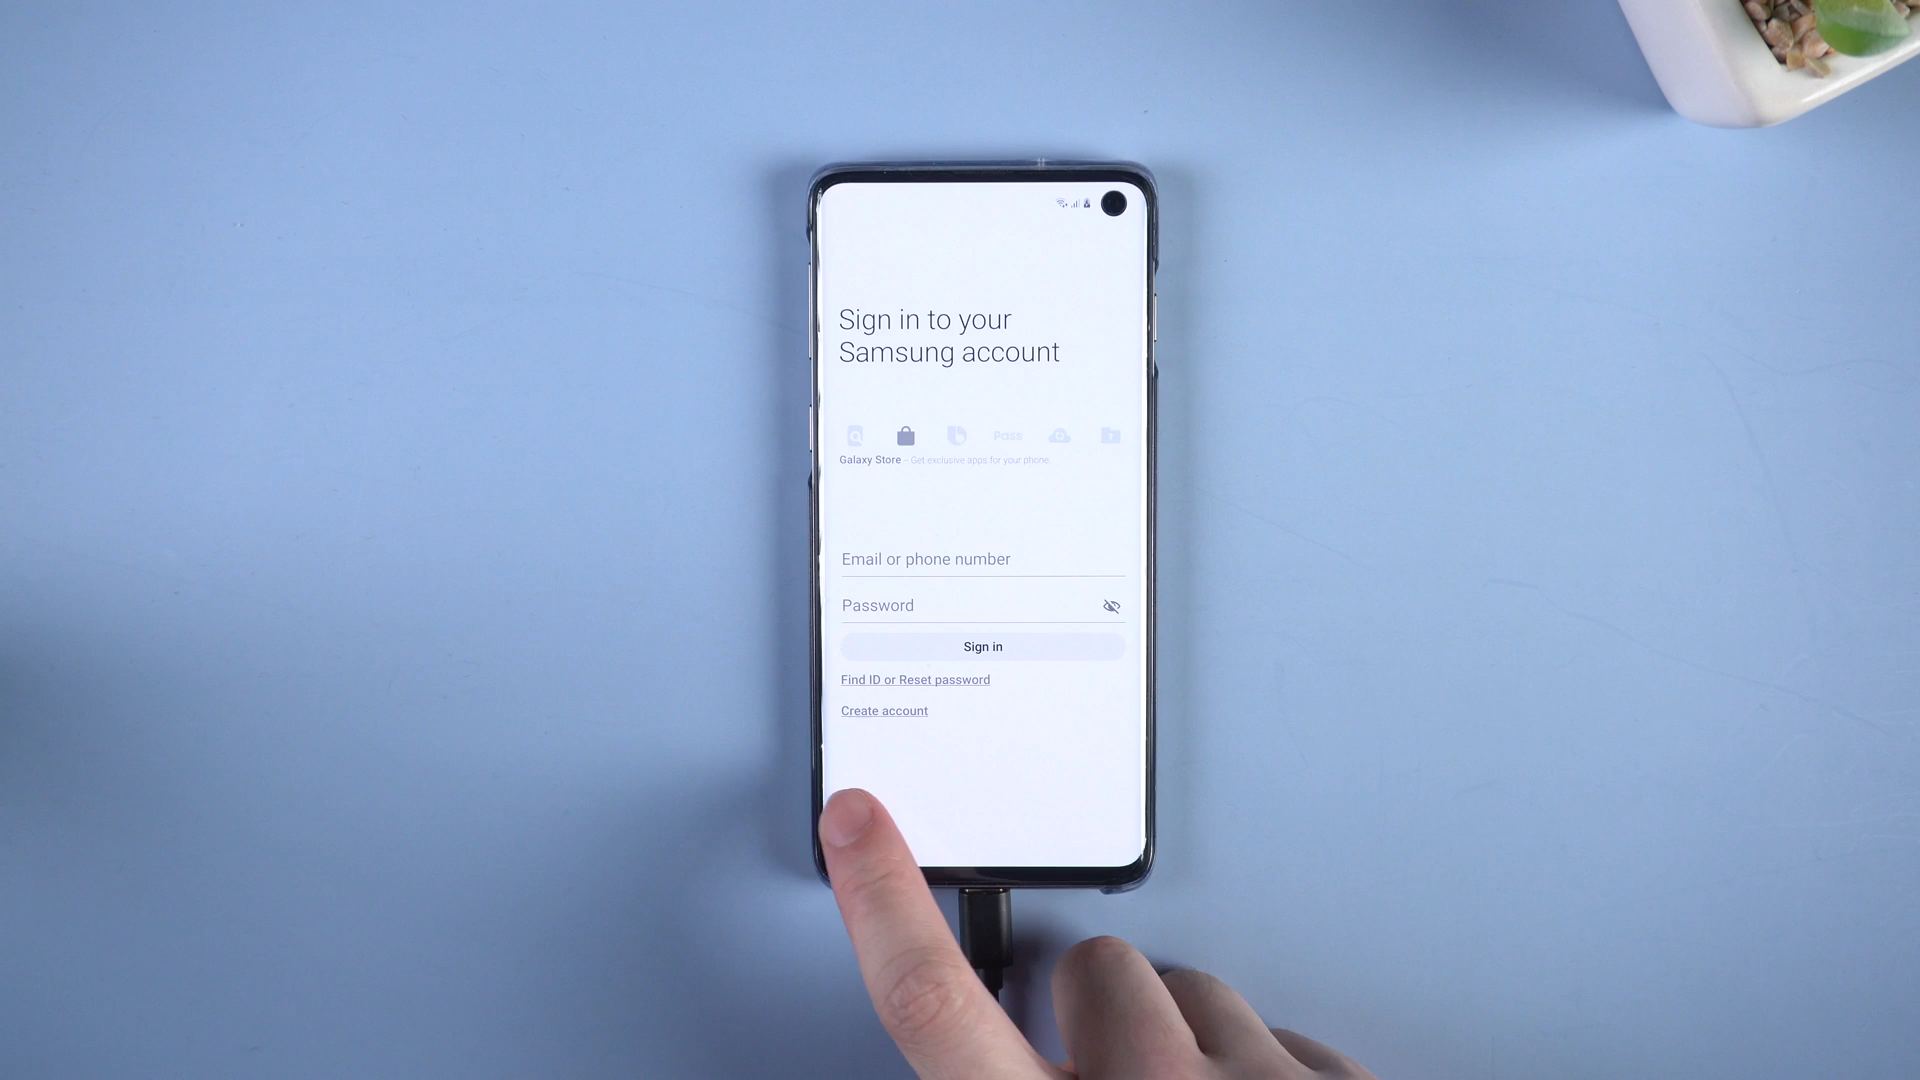 Sign in to your
Samsung account
Pass
Galaxy Store - Get exclusive apps for your phone.
Email or phone number
Password
Sign in
Find ID or Reset password
Create account